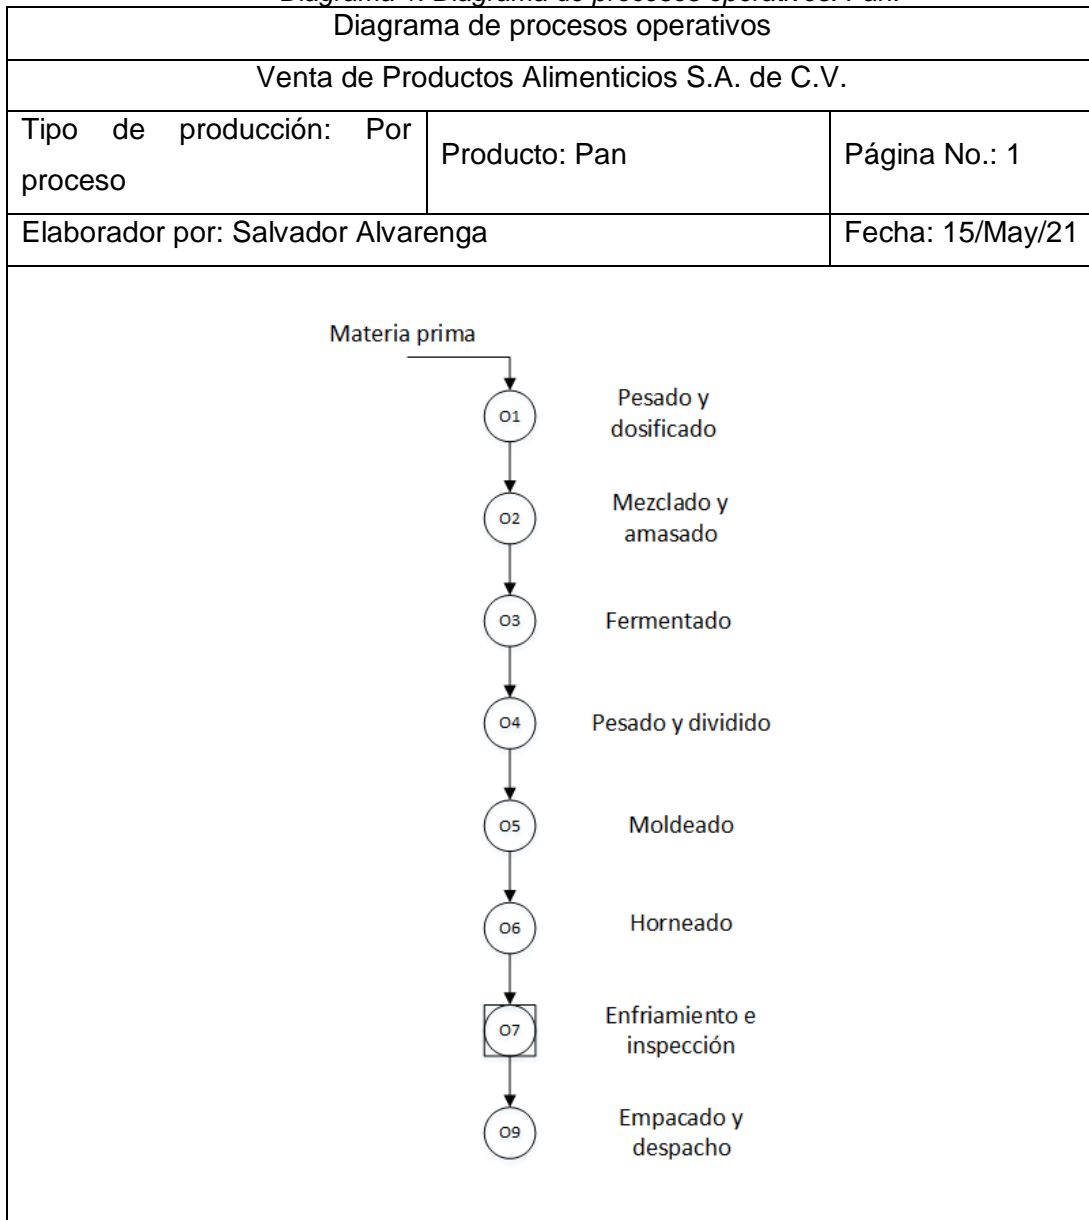 Diagrama de procesos operativos
Venta de Productos Alimenticios S.A. de C.V.
Tipo de producción: Por
proceso
Producto: Pan
Página No.: 1
Elaborador por: Salvador Alvarenga
Fecha: 15/May/21
Materia prima
O1
Pesado y
dosificado
O2
Mezclado y
amasado
O3
Fermentado
O4
Pesado y dividido
O5
Moldeado
O6
Horneado
O7
Enfriamiento e
inspección
O9
Empacado y
despacho